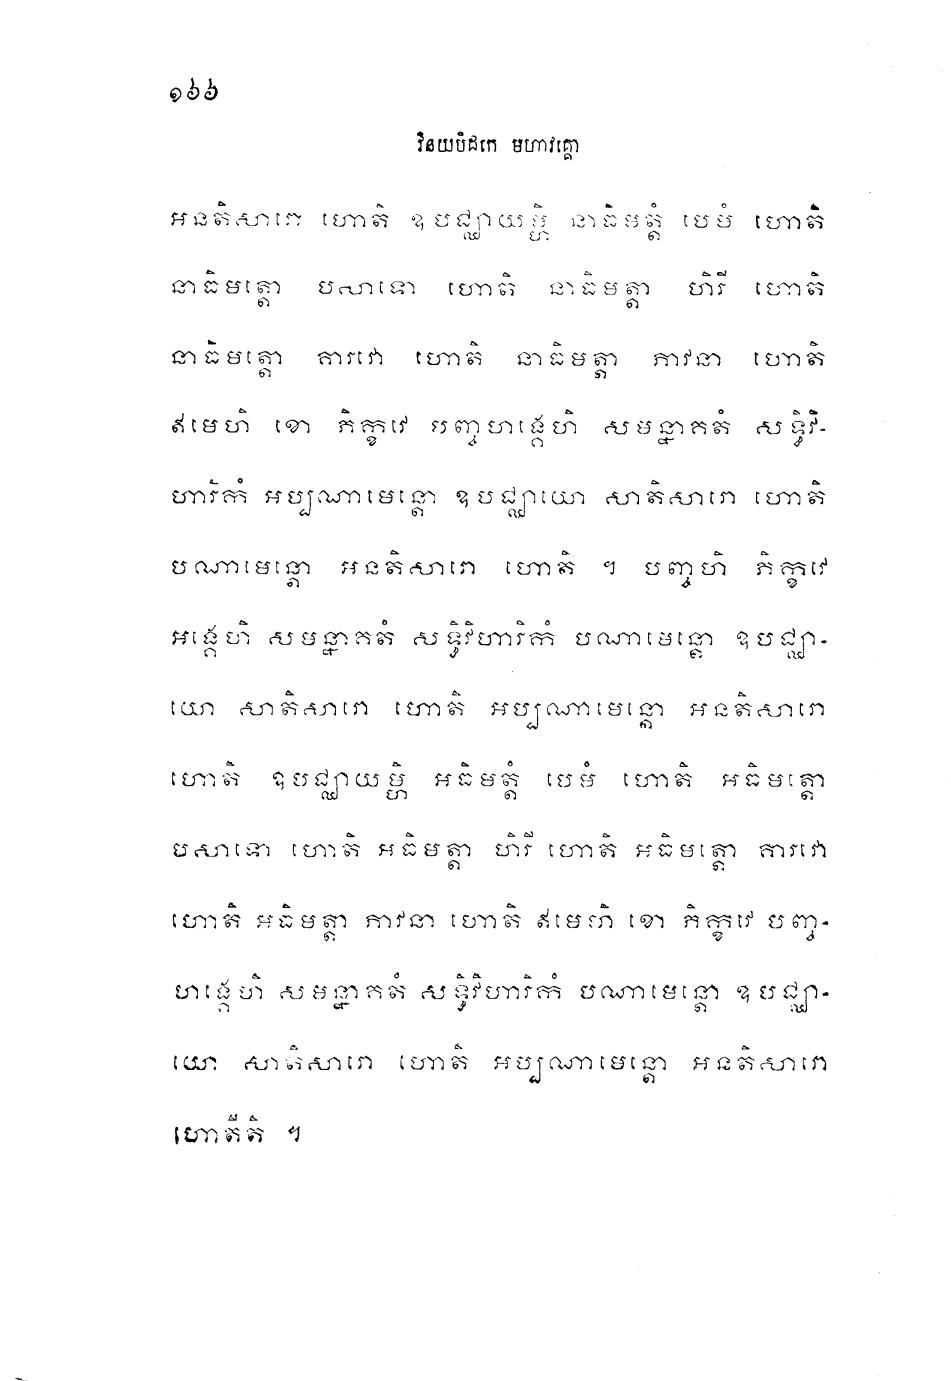 ១៦៦
វិនយបិដកេ មហាវគ្គោ
អនតិសារោ ហោតិ ឧបជ្ឈាយម្ហិ នាធិមត្តំ បេមំ ហោតិ
នាធិមត្តោ បសាទោ ហោតិ នាធិមត្តា ហិរី ហោតិ
នាធិមត្តោ គារវោ ហោតិ នាធិមត្តា ភាវនា ហោតិ
ឥមេហិ ខោ ភិក្ខវេ បញ្ចហង្គេហិ សមន្នាគតំ សទ្ធិវិ-
ហារិកំ អប្បណាមេន្តោ ឧបជ្ឈាយោ សាតិសារោ ហោតិ
បណាមេន្តោ អនតិសារោ ហោតិ ។ បញ្ចហិ ភិក្ខវេ
អង្គេហិ សមន្នាគតំ សទ្ធិវិហារិកំ បណាមេន្តោ ឧបជ្ឈា-
យោ សាតិសារោ ហោតិ អប្បណាមេន្តោ អនតិសារោ
ហោតិ ឧបជ្ឈាយម្ហិ អធិមត្តំ បេមំ ហោតិ អធិមត្តោ
បសាទោ ហោតិ អធិមត្តា ហិរី ហោតិ អធិមត្តោ គារវោ
ហោតិ អធិមត្តា ភាវនា ហោតិ ឥមេហិ ខោ ភិក្ខវេ បញ្ច-
ហង្គេហិ សមន្នាគតំ សទ្ធិវិហារិកំ បណាមេន្តោ ឧបជ្ឈា-
យោ សាតិសារោ ហោតិ អប្បណាមេន្តោ អនតិសារោ
ហោតីតិ ។